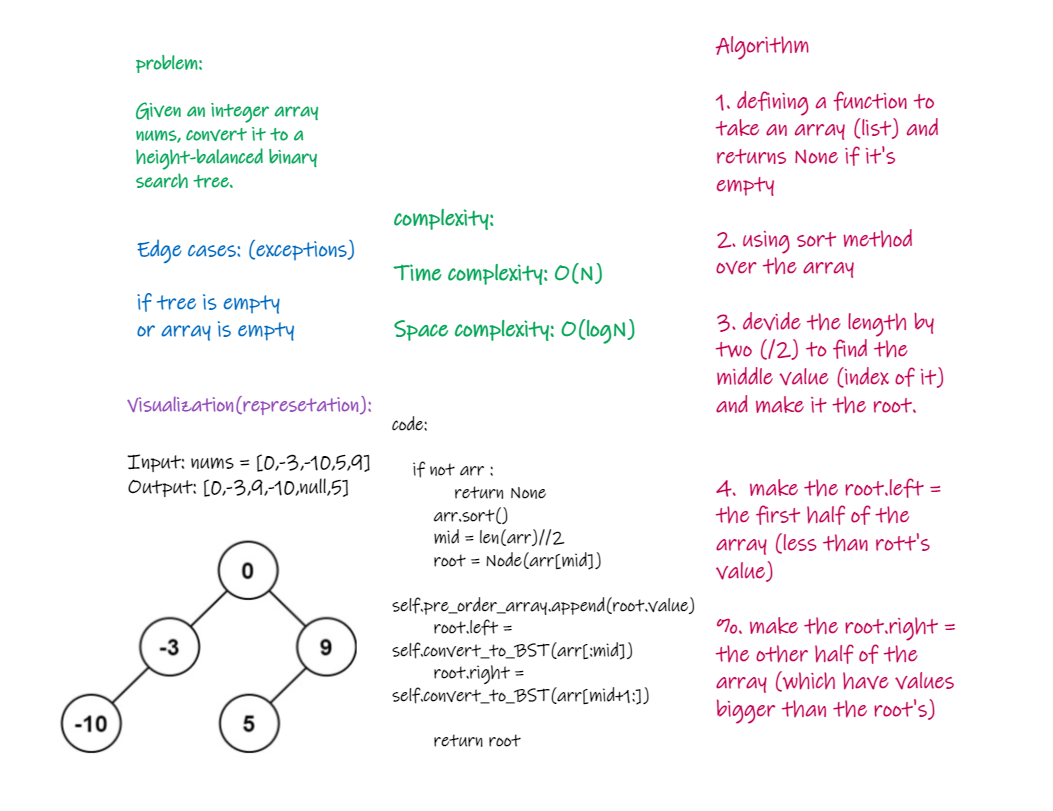 problem:
Given an integer array
nums, convert it to a
height-balanced binary
search tree.
Edge cases: (exceptions)
if tree is empty
or array is empty
Visualization(represetation):
Input: nums = [0,-3,-10,5,9]
Output: [0,-3,9,-10,null,5]
0
-3
9
-10
5
complexity:
Time complexity: O(N)
Space complexity: O(logN)
code:
if not arr :
return None
arr.sort()
mid = len(arr)//2
root = Node(arr[mid])
self.pre_order_array.append(root.value)
root.left =
self.convert_to_BST(arr[:mid])
root.right =
self.convert_to_BST(arr[mid+1:])
return root
Algorithm
1. defining a function to
take an array (list) and
returns None if it's
empty
2. using sort method
over the array
3. devide the length by
two (/2) to find the
middle value (index of it)
and make it the root.
4. make the root.left =
the first half of the
array (less than rott's
value)
%. make the root.right =
the other half of the
array (which have values
bigger than the root's)